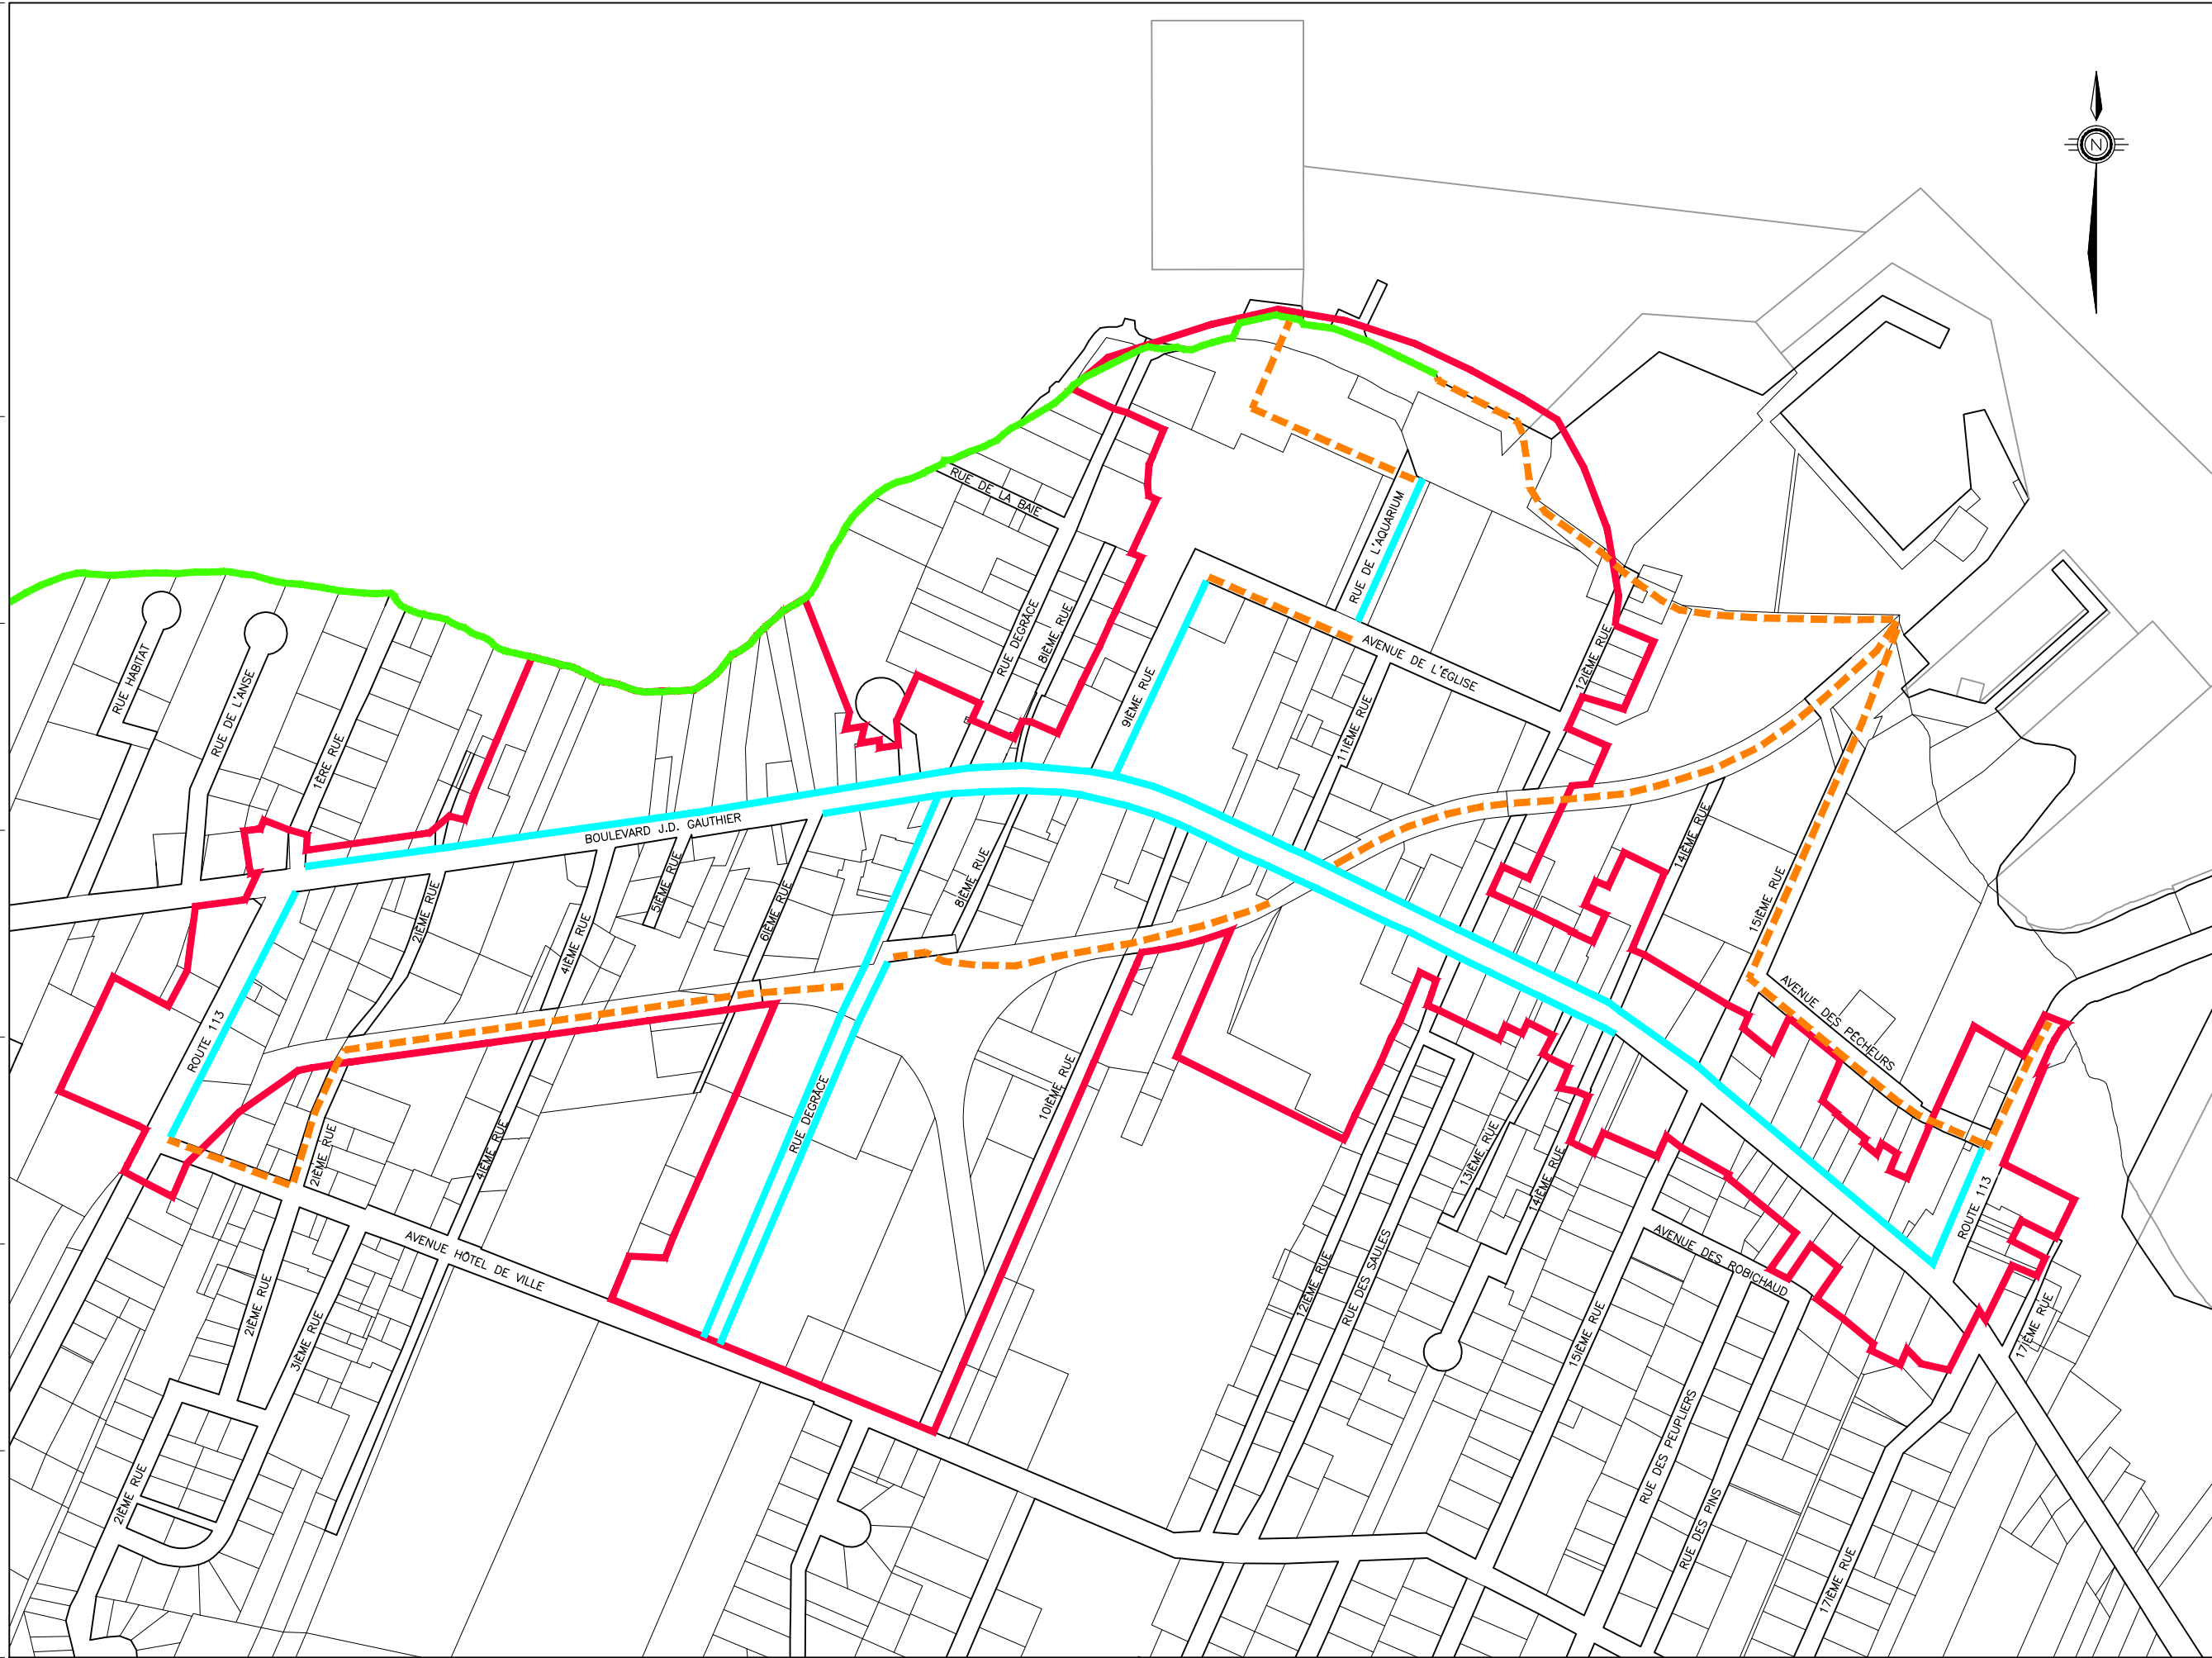 N
RUE DE LA BAIE
RUE DE L'AQUARIUM
RUE HABITAT
RUE DE L'ANSE
1ÈRE RUE
RUE DEGRÂCE
8IÈME RUE
9IÈME RUE
AVENUE DE L'ÉGLISE
12IÈME RUE
11IÈME RUE
BOULEVARD J.D. GAUTHIER
14IÈME RUE
2IÈME RUE
4IÈME RUE
5IÈME RUE
6IÈME RUE
8IÈME RUE
15IÈME RUE
AVENUE DES PÊCHEURS
ROUTE 113
2IÈME RUE
4IÈME RUE
RUE DEGRÂCE
10IÈME RUE
13IÈME RUE
14IÈME RUE
ROUTE 113
AVENUE HÔTEL DE VILLE
2IÈME RUE
3IÈME RUE
12IÈME RUE
RUE DES SAULES
AVENUE DES ROBICHAUD
15IÈME RUE
17IÈME RUE
2IÈME RUE
RUE DES PEUPLIERS
RUE DES PINS
17IÈME RUE